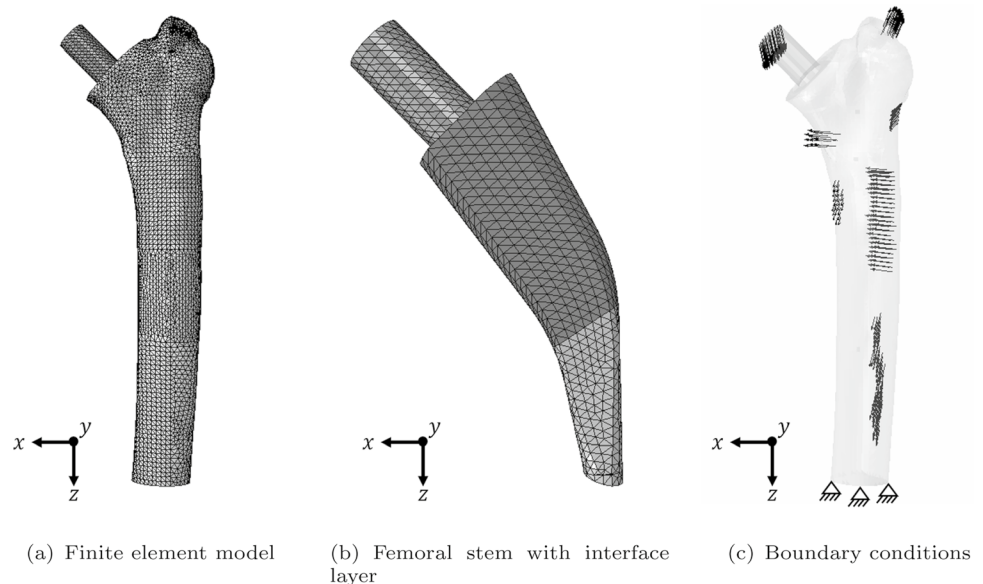 y
x
z
y
x
z
y
x
z
(a) Finite element model
(b) Femoral stem with interface
layer
(c) Boundary conditions